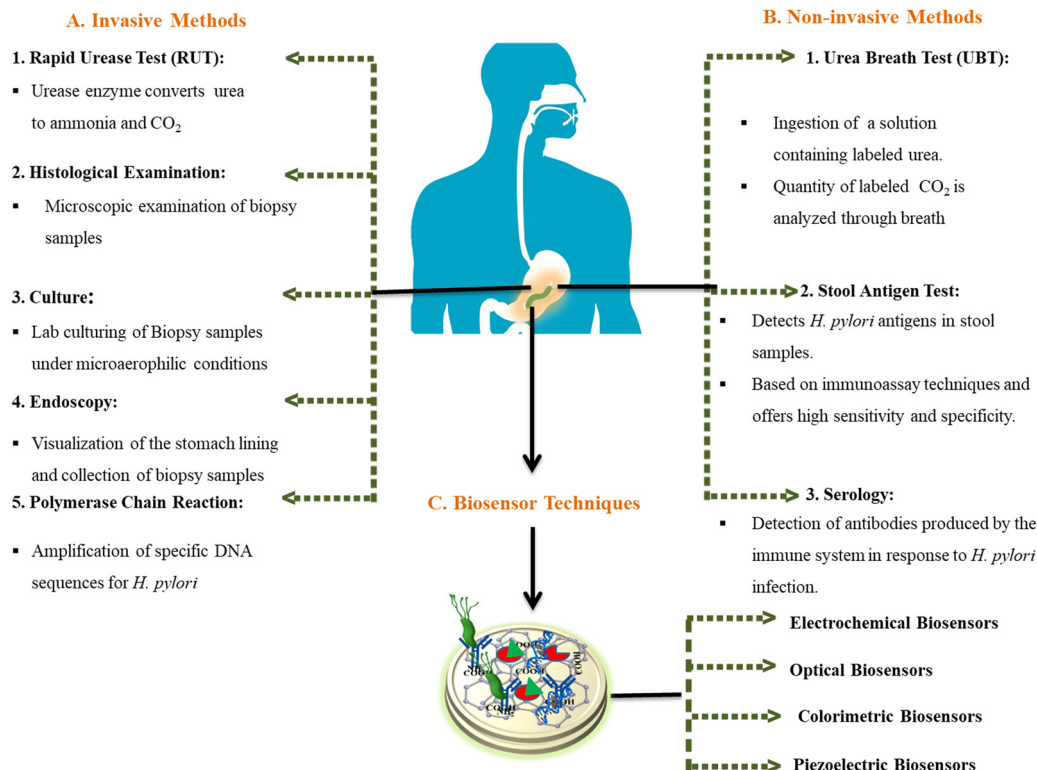 A. Invasive Methods
1. Rapid Urease Test (RUT):
▪ Urease enzyme converts urea
to ammonia and CO₂
2. Histological Examination:
▪ Microscopic examination of biopsy
samples
3. Culture:
▪ Lab culturing of Biopsy samples
under microaerophilic conditions
4. Endoscopy:
▪ Visualization of the stomach lining
and collection of biopsy samples
5. Polymerase Chain Reaction:
▪ Amplification of specific DNA
sequences for H. pylori
B. Non-invasive Methods
1. Urea Breath Test (UBT):
▪ Ingestion of a solution
containing labeled urea.
▪ Quantity of labeled CO₂ is
analyzed through breath
2. Stool Antigen Test:
▪ Detects H. pylori antigens in stool
samples.
▪ Based on immunoassay techniques and
offers high sensitivity and specificity.
3. Serology:
▪ Detection of antibodies produced by the
immune system in response to H. pylori
infection.
C. Biosensor Techniques
COOH
COOH
COOH
COOH
NH₂
Electrochemical Biosensors
Optical Biosensors
Colorimetric Biosensors
Piezoelectric Biosensors